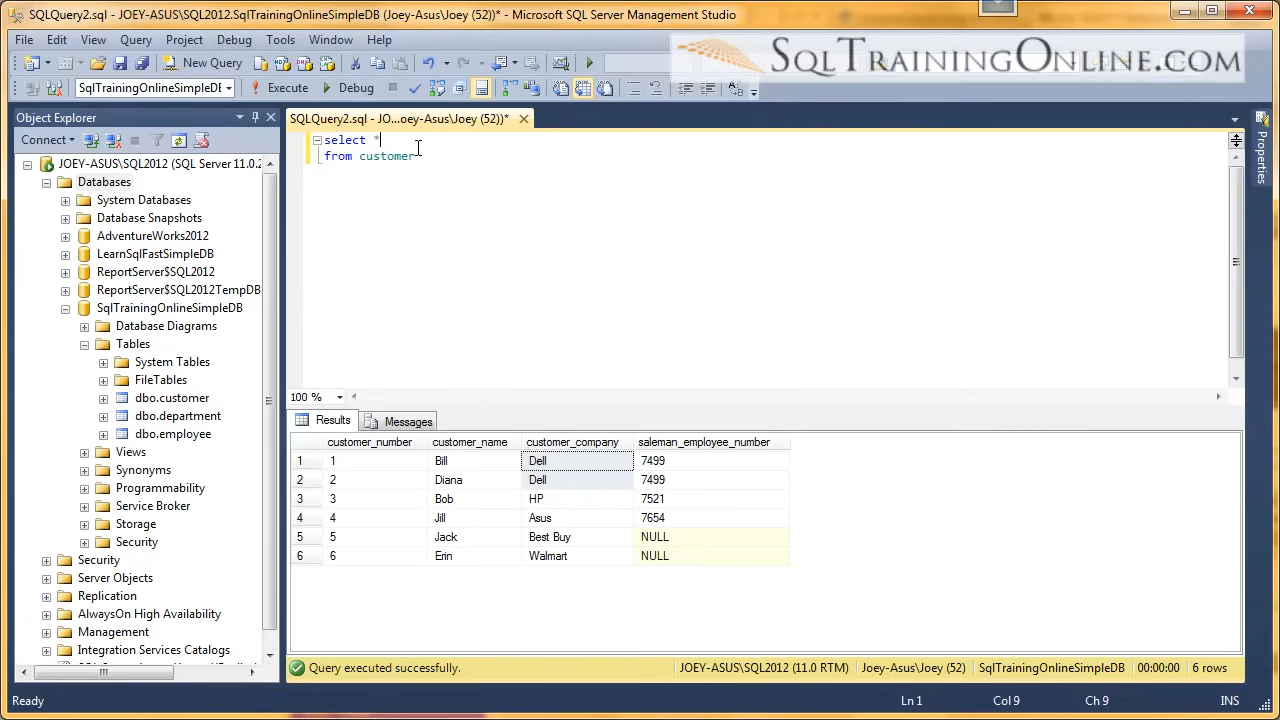 SQLQuery2.sql - JOEY-ASUS\SQL2012.SqlTrainingOnlineSimpleDB (Joey-Asus\Joey (52))* - Microsoft SQL Server Management Studio
File Edit View Query Project Debug Tools Window Help
New Query
SQLTRAININGONLINE.COM
SqlTrainingOnlineSimpleDE
Execute
Debug
Object Explorer
SQLQuery2.sql - JO...oey-Asus\Joey (52))*
Connect
select *
from customer
JOEY-ASUS\SQL2012 (SQL Server 11.0.2
Databases
System Databases
Database Snapshots
AdventureWorks2012
LearnSqlFastSimpleDB
ReportServer$SQL2012
ReportServer$SQL2012TempDB
SqlTrainingOnlineSimpleDB
Database Diagrams
Tables
System Tables
FileTables
dbo.customer
dbo.department
dbo.employee
Views
Synonyms
Programmability
Service Broker
Storage
Security
Security
Server Objects
Replication
AlwaysOn High Availability
Management
Integration Services Catalogs
Properties
100 %
Results Messages
customer_number customer_name customer_company saleman_employee_number
1 1 Bill Dell 7499
2 2 Diana Dell 7499
3 3 Bob HP 7521
4 4 Jill Asus 7654
5 5 Jack Best Buy NULL
6 6 Erin Walmart NULL
Query executed successfully. JOEY-ASUS\SQL2012 (11.0 RTM) Joey-Asus\Joey (52) SqlTrainingOnlineSimpleDB 00:00:00 6 rows
Ready Ln 1 Col 9 Ch 9 INS